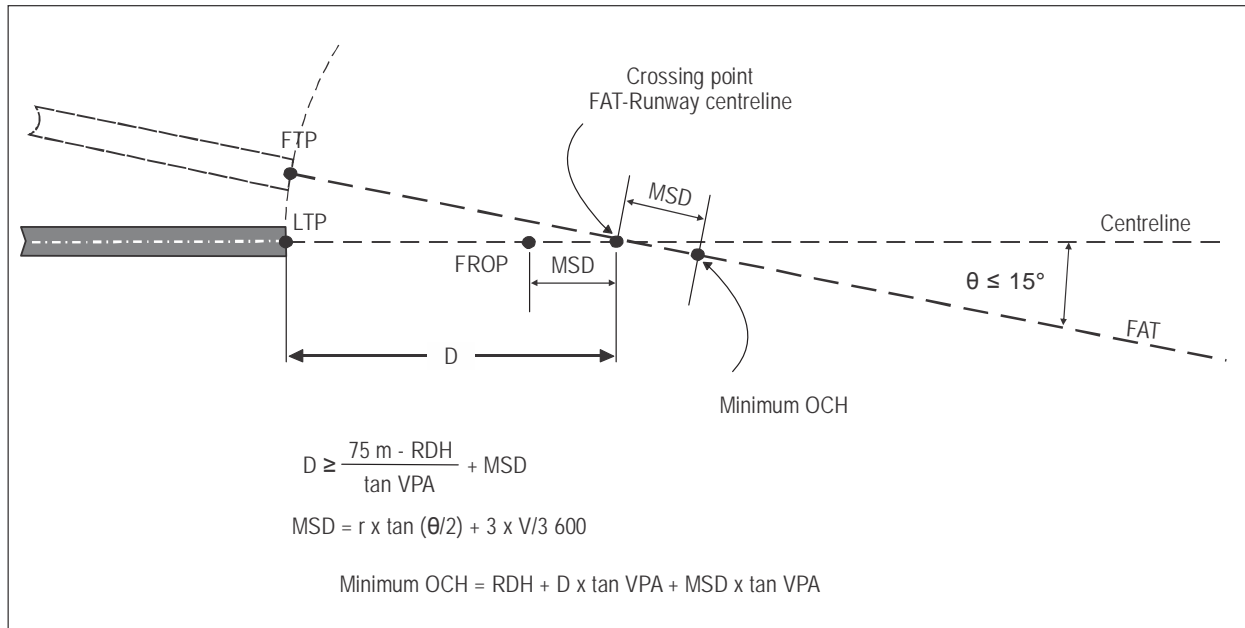 Crossing point
FAT-Runway centreline
FTP
MSD
LTP
Centreline
FROP
MSD
θ ≤ 15°
FAT
D
Minimum OCH
D ≥ 75 m - RDH / tan VPA + MSD
MSD = r x tan (θ/2) + 3 x V/3 600
Minimum OCH = RDH + D x tan VPA + MSD x tan VPA